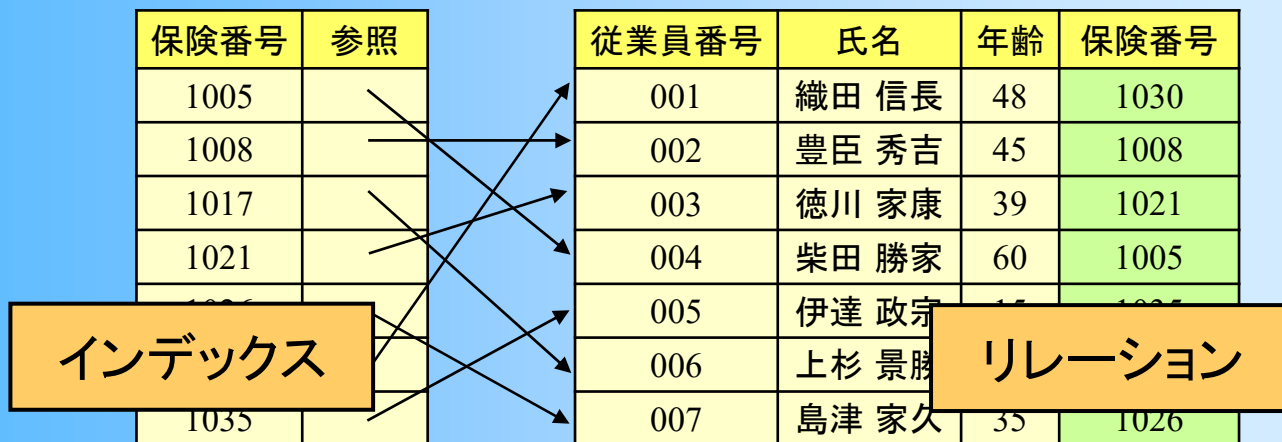 保険番号 参照
1005
1008
1017
1021
1035
インデックス
従業員番号 氏名 年齢 保険番号
001 織田 信長 48 1030
002 豊臣 秀吉 45 1008
003 徳川 家康 39 1021
004 柴田 勝家 60 1005
005 伊達 政宗
006 上杉 景勝
007 島津 家久 35 1026
リレーション